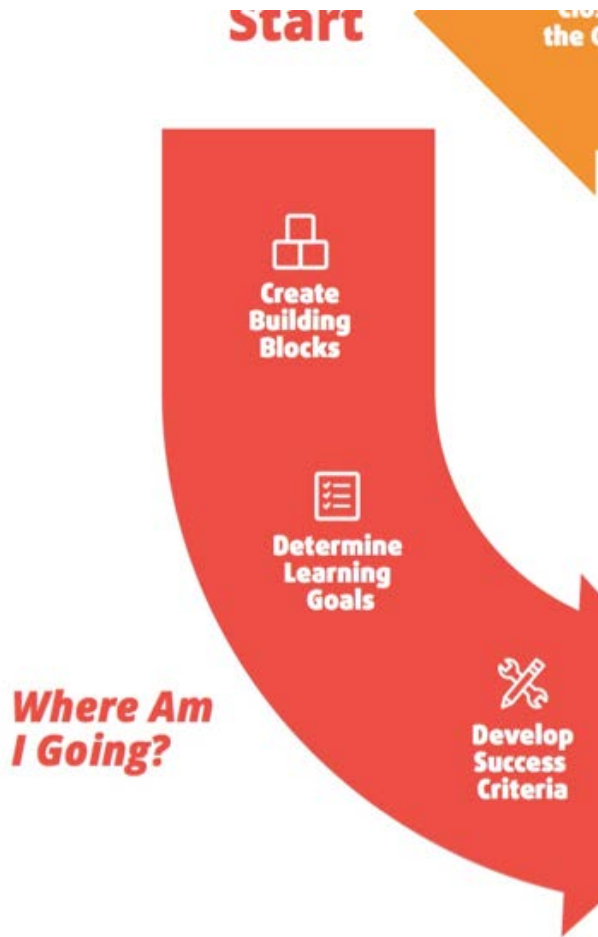 Start
the
Create
Building
Blocks
Determine
Learning
Goals
Where Am
I Going?
Develop
Success
Criteria